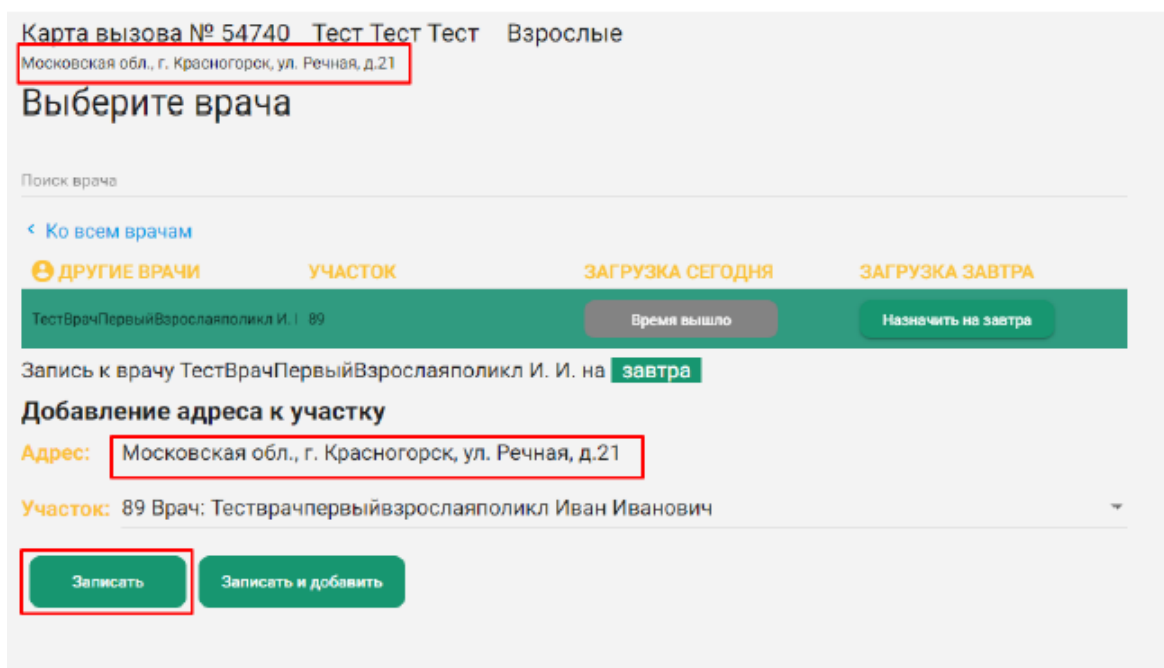 Карта вызова № 54740 Тест Тест Тест Взрослые
Московская обл., г. Красногорск, ул. Речная, д.21
Выберите врача
Поиск врача
< Ко всем врачам
ДРУГИЕ ВРАЧИ УЧАСТОК ЗАГРУЗКА СЕГОДНЯ ЗАГРУЗКА ЗАВТРА
ТестВрачПервыйВзрослаяполикл И. 89 Время вышло Назначить на завтра
Запись к врачу ТестВрачПервыйВзрослаяполикл И. И. на завтра
Добавление адреса к участку
Адрес: Московская обл., г. Красногорск, ул. Речная, д.21
Участок: 89 Врач: Тестврачпервыйвзрослаяполикл Иван Иванович
Записать Записать и добавить